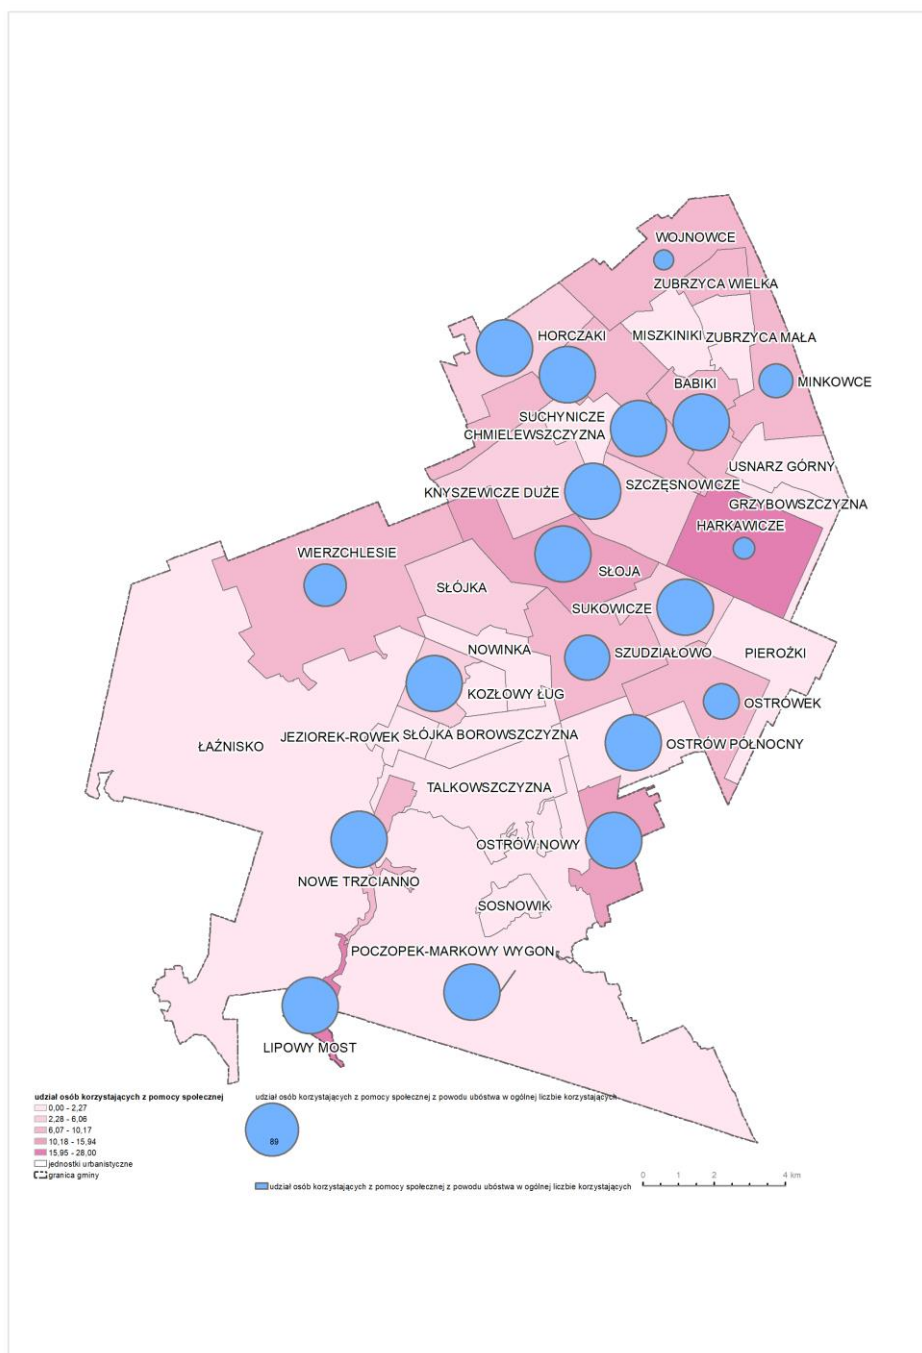 WOJNOWCE
ZUBRZYCA WIELKA
HORCZAKI
MISZKINIKI
ZUBRZYCA MAŁA
BABIKI
MINKOWCE
SUCHYNICZE
CHMIELEWSZCZYZNA
USNARZ GÓRNY
KNYSZEWICZE DUŻE
SZCZĘSNOWICZE
GRZYBOWSZCZYZNA
HARKAWICZE
WIERZCHLESIE
SŁOJA
SŁÓJKA
SUKOWICZE
NOWINKA
SZUDZIAŁOWO
PIEROŻKI
KOZŁOWY ŁUG
OSTRÓWEK
ŁAŹNISKO
JEZIOREK-ROWEK
SŁÓJKA BOROWSZCZYZNA
OSTRÓW PÓŁNOCNY
TALKOWSZCZYZNA
OSTRÓW NOWY
NOWE TRZCIANNO
SOSNOWIK
POCZOPEK-MARKOWY WYGON
LIPOWY MOST
udział osób korzystających z pomocy społecznej
0,00 - 2,27
2,28 - 6,06
6,07 - 10,17
10,18 - 15,94
15,95 - 28,00
jednostki urbanistyczne
granica gminy
udział osób korzystających z pomocy społecznej z powodu ubóstwa w ogólnej liczbie korzystających
89
udział osób korzystających z pomocy społecznej z powodu ubóstwa w ogólnej liczbie korzystających
0 1 2 4 km